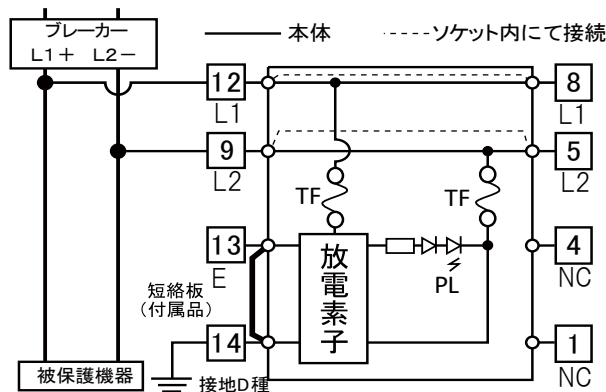 ブレーカー
L1+ L2-
本体
ソケット内にて接続
12
L1
8
L1
9
L2
5
L2
TF
TF
13
E
放電素子
PL
4
NC
短絡板
(付属品)
14
1
NC
被保護機器
接地D種